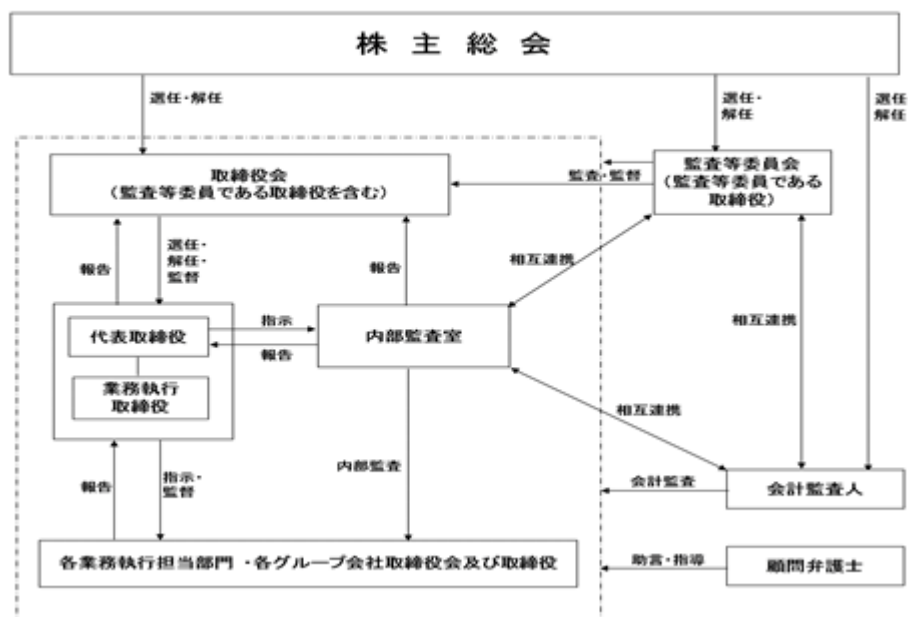 株主総会
選任・解任
選任・
解任
選任
解任
取締役会
(監査等委員である取締役を含む)
監査・監督
監査等委員会
(監査等委員である
取締役)
報告
選任・
解任・
監督
報告
相互連携
相互連携
代表取締役
指示
報告
内部監査室
業務執行
取締役
相互連携
報告
指示・
監督
内部監査
会計監査
会計監査人
各業務執行担当部門・各グループ会社取締役会及び取締役
助言・指導
顧問弁護士